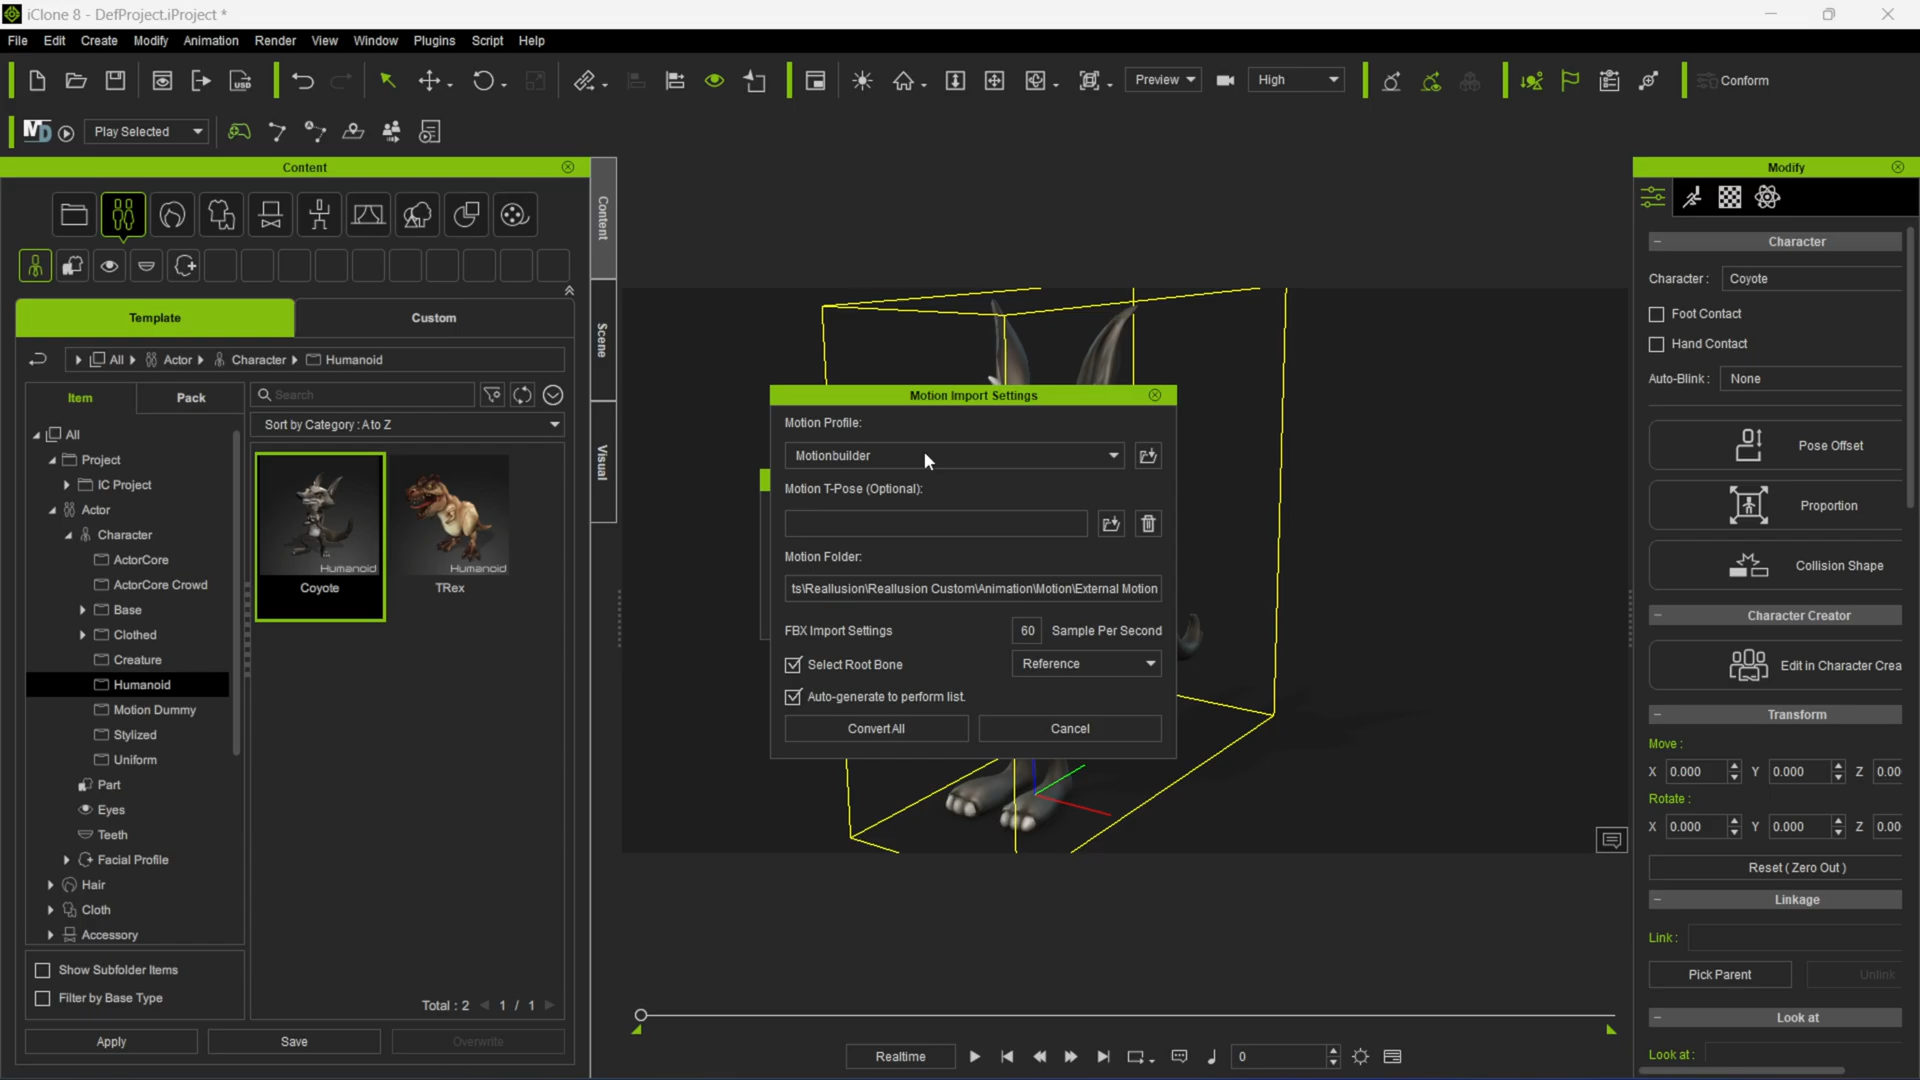 iClone 8 - DefProject.iProject *
File Edit Create Modify Animation Render View Window Plugins Script Help
USD Preview High Conform
MD Play Selected
Content
Template Custom
All Actor Character Humanoid
Item Pack Search
Sort by Category : A to Z
All
Project
IC Project
Actor
Character
ActorCore
ActorCore Crowd
Base
Clothed
Creature
Humanoid
Motion Dummy
Stylized
Uniform
Part
Eyes
Teeth
Facial Profile
Hair
Cloth
Accessory
Humanoid Humanoid
Coyote TRex
Show Subfolder Items
Filter by Base Type
Total : 2 1 / 1
Apply Save Overwrite
Content
Scene
Visual
Motion Import Settings
Motion Profile:
Motionbuilder
Motion T-Pose (Optional):
Motion Folder:
ts\Reallusion\Reallusion Custom\Animation\Motion\External Motion
FBX Import Settings 60 Sample Per Second
Select Root Bone Reference
Auto-generate to perform list.
Convert All Cancel
Realtime 0
Modify
Character
Character : Coyote
Foot Contact
Hand Contact
Auto-Blink : None
Pose Offset
Proportion
Collision Shape
Character Creator
Edit in Character Crea
Transform
Move :
X 0.000 Y 0.000 Z 0.00
Rotate :
X 0.000 Y 0.000 Z 0.00
Reset ( Zero Out )
Linkage
Link :
Pick Parent Unlink
Look at
Look at :